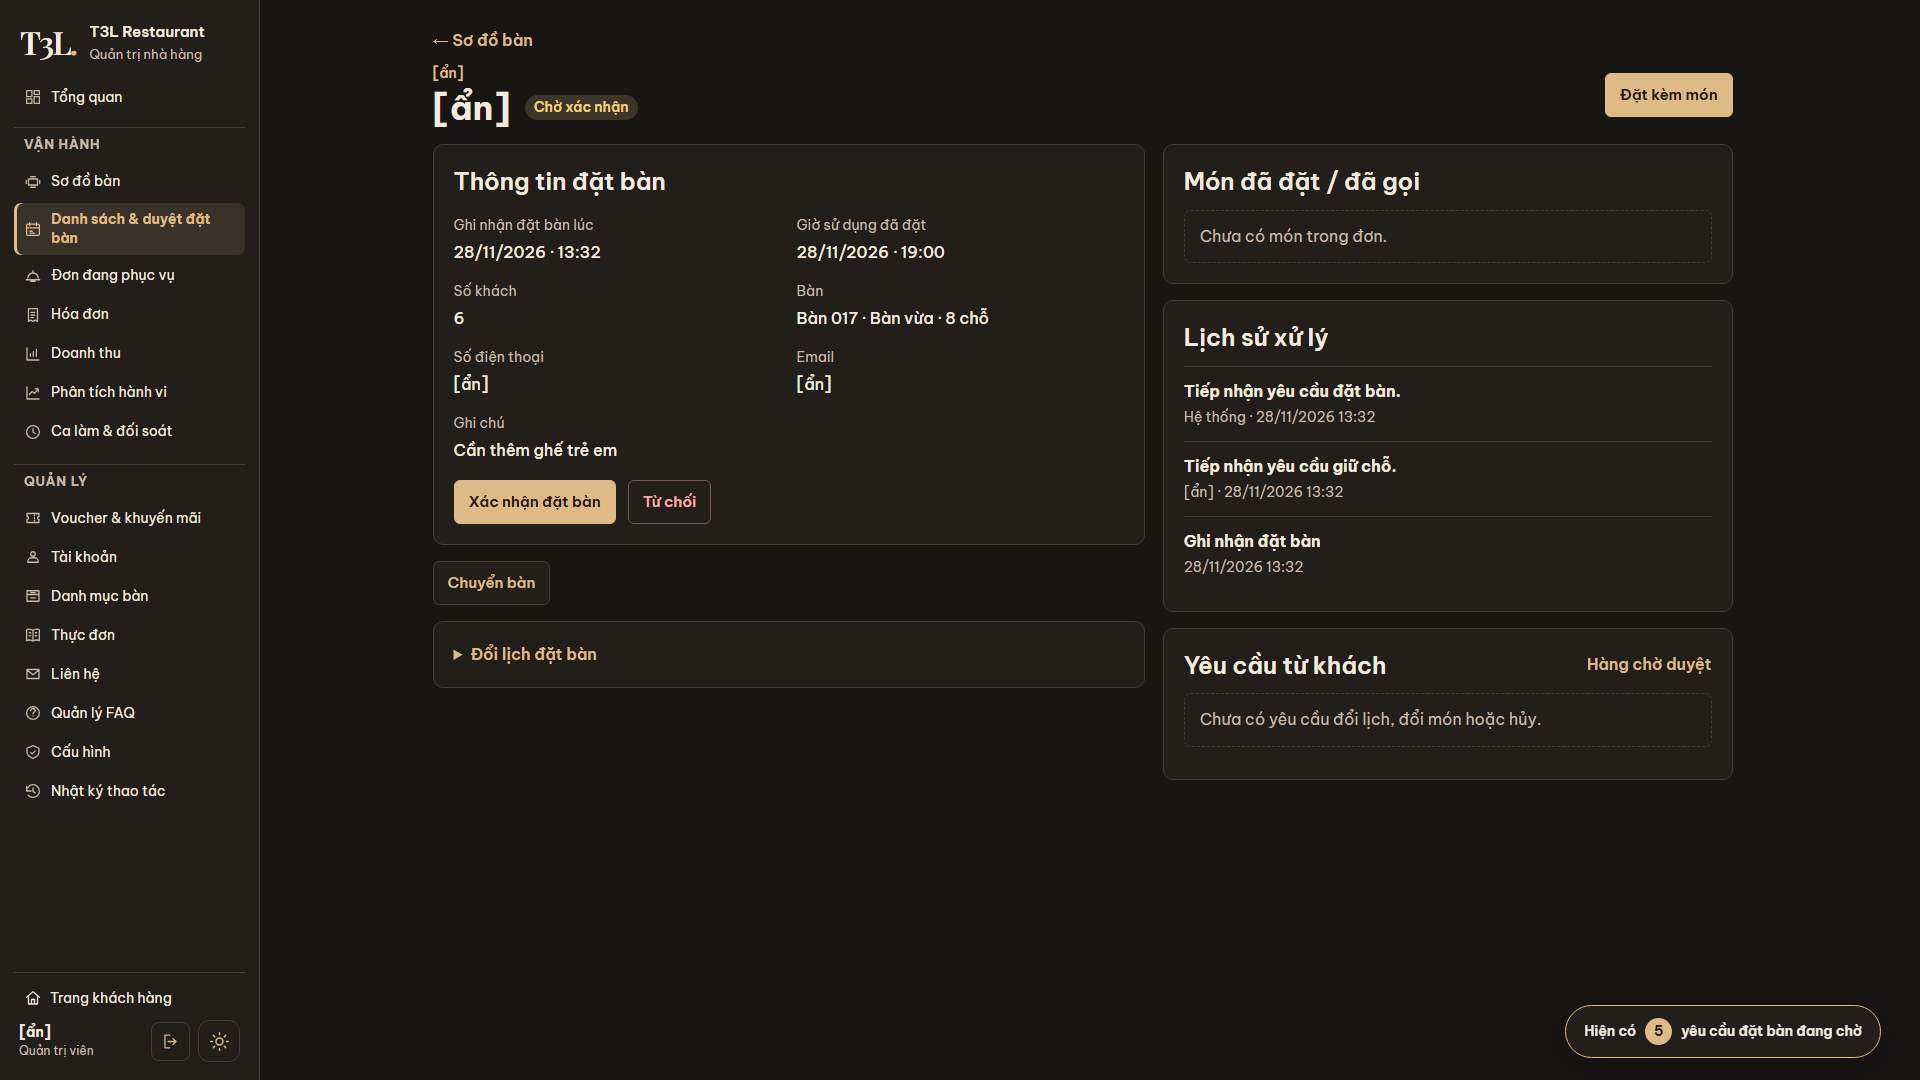 T3L.
T3L Restaurant
Quản trị nhà hàng
Tổng quan
VẬN HÀNH
Sơ đồ bàn
Danh sách & duyệt đặt
bàn
Đơn đang phục vụ
Hóa đơn
Doanh thu
Phân tích hành vi
Ca làm & đối soát
QUẢN LÝ
Voucher & khuyến mãi
Tài khoản
Danh mục bàn
Thực đơn
Liên hệ
Quản lý FAQ
Cấu hình
Nhật ký thao tác
Trang khách hàng
[ẩn]
Quản trị viên
← Sơ đồ bàn
[ẩn]
[ẩn] Chờ xác nhận
Đặt kèm món
Thông tin đặt bàn
Ghi nhận đặt bàn lúc
28/11/2026 · 13:32
Giờ sử dụng đã đặt
28/11/2026 · 19:00
Số khách
6
Bàn
Bàn 017 · Bàn vừa · 8 chỗ
Số điện thoại
[ẩn]
Email
[ẩn]
Ghi chú
Cần thêm ghế trẻ em
Xác nhận đặt bàn
Từ chối
Chuyển bàn
▶ Đổi lịch đặt bàn
Món đã đặt / đã gọi
Chưa có món trong đơn.
Lịch sử xử lý
Tiếp nhận yêu cầu đặt bàn.
Hệ thống · 28/11/2026 13:32
Tiếp nhận yêu cầu giữ chỗ.
[ẩn] · 28/11/2026 13:32
Ghi nhận đặt bàn
28/11/2026 13:32
Yêu cầu từ khách
Hàng chờ duyệt
Chưa có yêu cầu đổi lịch, đổi món hoặc hủy.
Hiện có 5 yêu cầu đặt bàn đang chờ